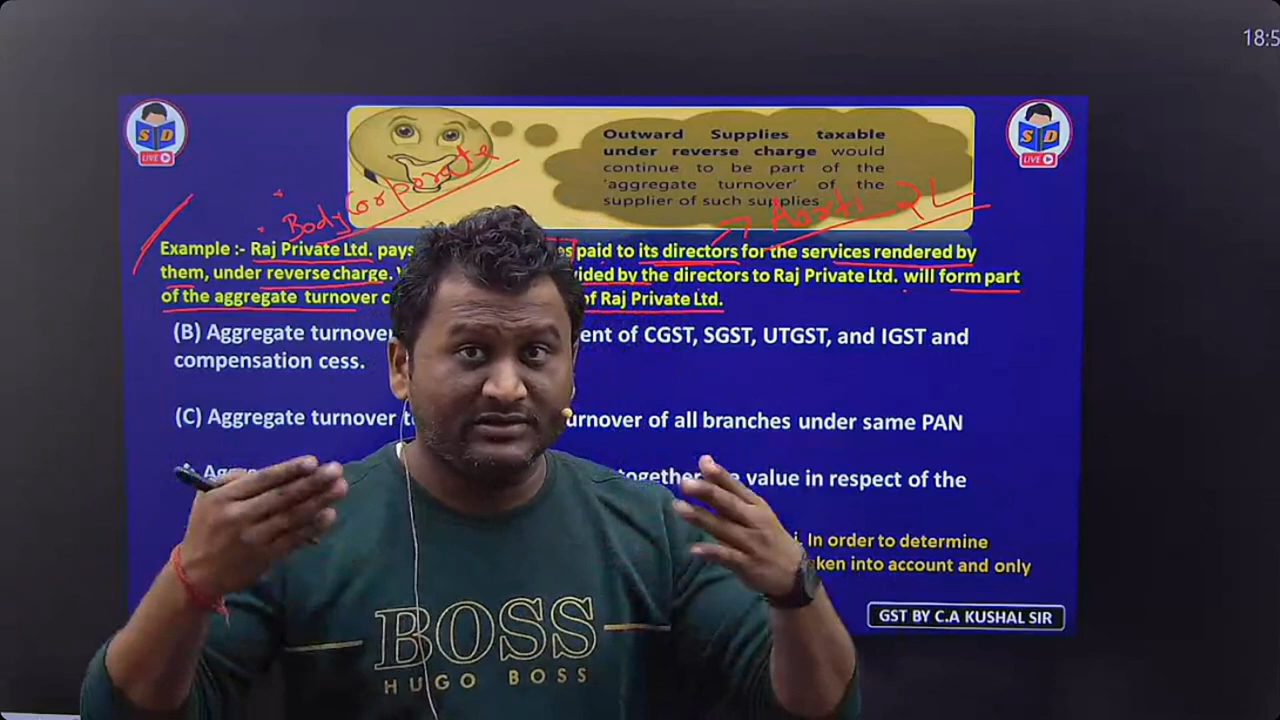 18:5
S D
LIVE
S D
LIVE
Outward Supplies taxable
under reverse charge would
continue to be part of the
'aggregate turnover' of the
supplier of such supplies
Body Corporate
Aarti 2L
Example :- Raj Private Ltd. pays paid to its directors for the services rendered by
them, under reverse charge. vided by the directors to Raj Private Ltd. will form part
of the aggregate turnover of Raj Private Ltd.
(B) Aggregate turnover ent of CGST, SGST, UTGST, and IGST and
compensation cess.
(C) Aggregate turnover urnover of all branches under same PAN
value in respect of the
In order to determine
aken into account and only
GST BY C.A KUSHAL SIR
BOSS
HUGO BOSS